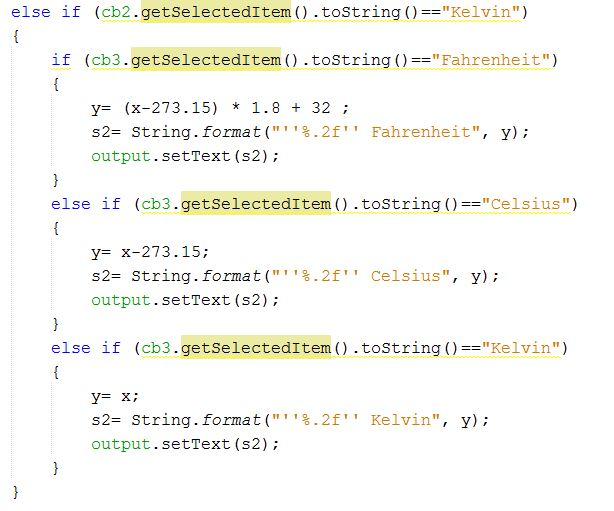 else if (cb2.getSelectedItem().toString()=="Kelvin")
{
if (cb3.getSelectedItem().toString()=="Fahrenheit")
{
y= (x-273.15) * 1.8 + 32 ;
s2= String.format("''%.2f'' Fahrenheit", y);
output.setText(s2);
}
else if (cb3.getSelectedItem().toString()=="Celsius")
{
y= x-273.15;
s2= String.format("''%.2f'' Celsius", y);
output.setText(s2);
}
else if (cb3.getSelectedItem().toString()=="Kelvin")
{
y= x;
s2= String.format("''%.2f'' Kelvin", y);
output.setText(s2);
}
}